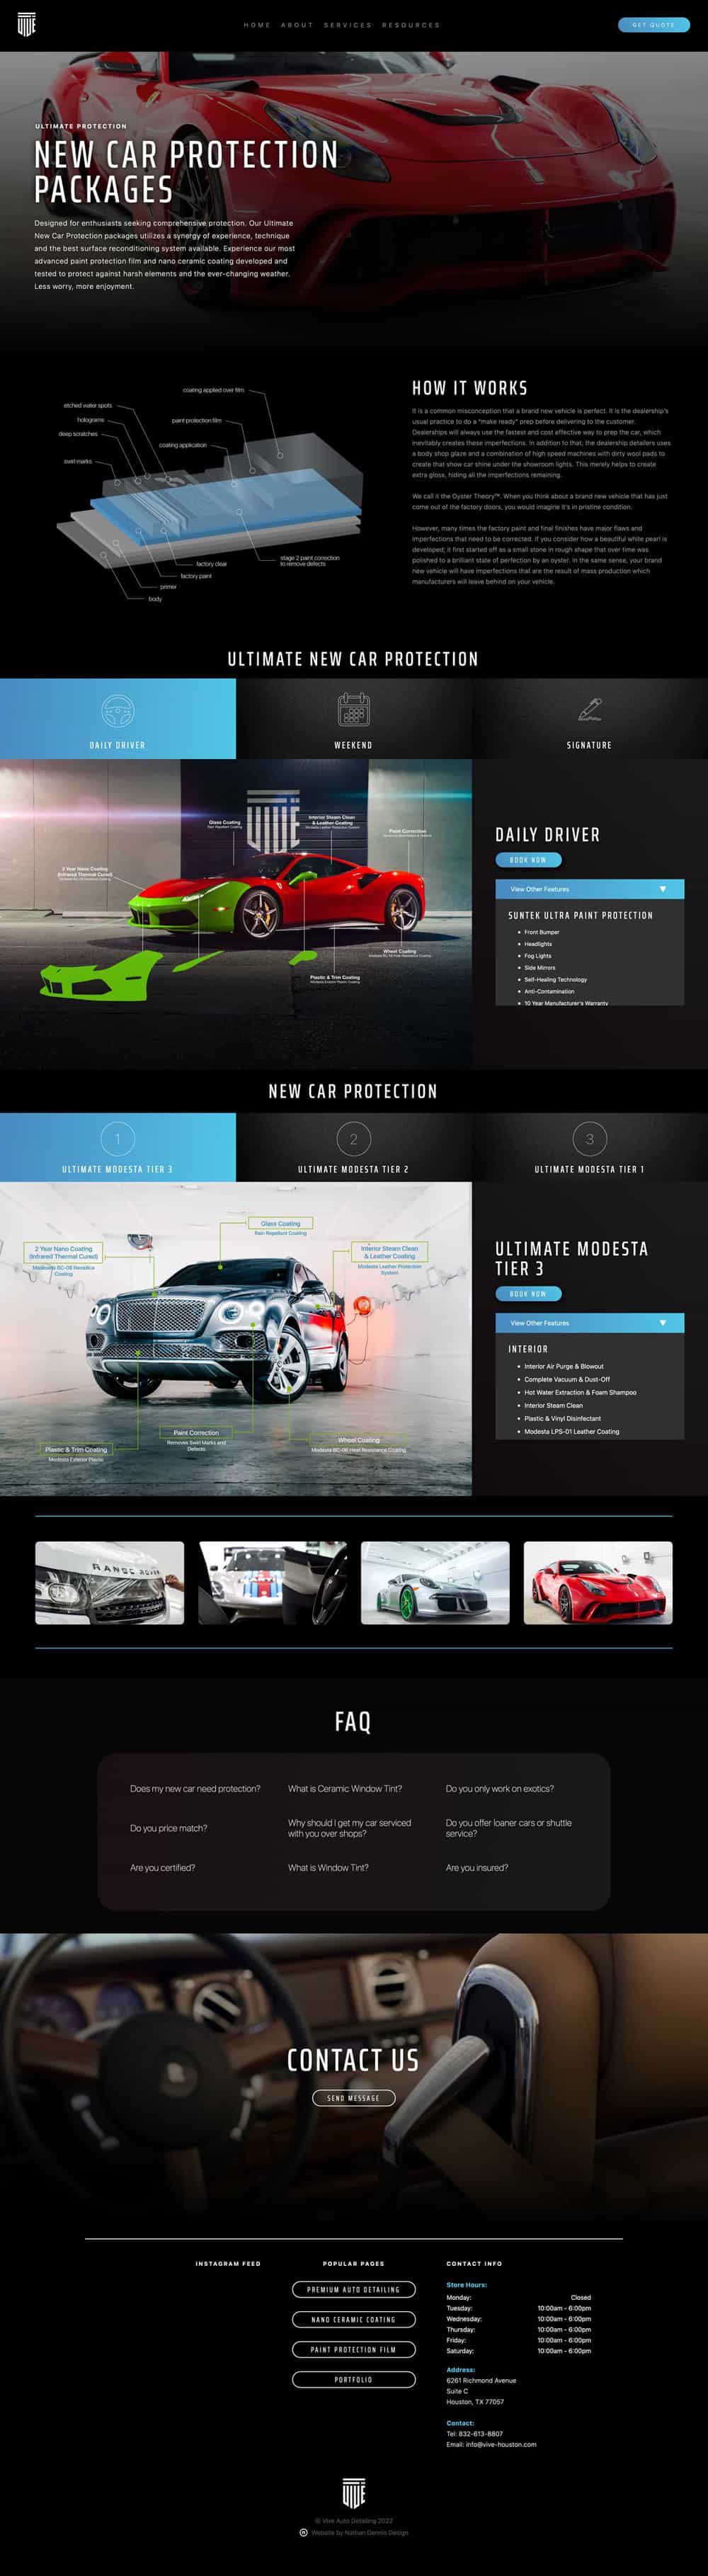 HOME ABOUT SERVICES RESOURCES
GET QUOTE
ULTIMATE PROTECTION
NEW CAR PROTECTION
PACKAGES
Designed for enthusiasts seeking comprehensive protection. Our Ultimate
New Car Protection packages utilizes a synergy of experience, technique
and the best surface reconditioning system available. Experience our most
advanced paint protection film and nano ceramic coating developed and
tested to protect against harsh elements and the ever-changing weather.
Less worry, more enjoyment.
coating applied over film
etched water spots
holograms
paint protection film
deep scratches
coating application
swirl marks
factory clear
stage 2 paint correction
to remove defects
factory paint
primer
body
HOW IT WORKS
It is a common misconception that a brand new vehicle is perfect. It is the dealership's
usual practice to do a "make ready" prep before delivering to the customer.
Dealerships will always use the fastest and cost effective way to prep the car, which
inevitably creates these imperfections. In addition to that, the dealership detailers uses
a body shop glaze and a combination of high speed machines with dirty wool pads to
create that show car shine under the showroom lights. This merely helps to create
extra gloss, hiding all the imperfections remaining.
We call it the Oyster Theory™. When you think about a brand new vehicle that has just
come out of the factory doors, you would imagine it's in pristine condition.
However, many times the factory paint and final finishes have major flaws and
imperfections that need to be corrected. If you consider how a beautiful white pearl is
developed; it first started off as a small stone in rough shape that over time was
polished to a brilliant state of perfection by an oyster. In the same sense, your brand
new vehicle will have imperfections that are the result of mass production which
manufacturers will leave behind on your vehicle.
ULTIMATE NEW CAR PROTECTION
DAILY DRIVER
WEEKEND
SIGNATURE
Glass Coating
Rain Repellant Coating
Interior Steam Clean
& Leather Coating
Modesta Leather Protection System
Paint Correction
2 Year Nano Coating
(Infrared Thermal Cured)
Wheel Coating
Plastic & Trim Coating
Modesta Exterior Plastic Coating
DAILY DRIVER
BOOK NOW
View Other Features
SUNTEK ULTRA PAINT PROTECTION
Front Bumper
Headlights
Fog Lights
Side Mirrors
Self-Healing Technology
Anti-Contamination
10 Year Manufacturer's Warranty
NEW CAR PROTECTION
1
2
3
ULTIMATE MODESTA TIER 3
ULTIMATE MODESTA TIER 2
ULTIMATE MODESTA TIER 1
Glass Coating
Rain Repellant Coating
2 Year Nano Coating
(Infrared Thermal Cured)
Coating
Interior Steam Clean
& Leather Coating
Modesta Leather Protection
System
Paint Correction
Removes Swirl Marks and
Defects
Wheel Coating
Modesta BC-06 Heat Resistance Coating
Plastic & Trim Coating
Modesta Exterior Plastic
ULTIMATE MODESTA
TIER 3
BOOK NOW
View Other Features
INTERIOR
Interior Air Purge & Blowout
Complete Vacuum & Dust-Off
Hot Water Extraction & Foam Shampoo
Interior Steam Clean
Plastic & Vinyl Disinfectant
Modesta LPS-01 Leather Coating
RANGE ROVER
FAQ
Does my new car need protection?
What is Ceramic Window Tint?
Do you only work on exotics?
Do you price match?
Why should I get my car serviced
with you over shops?
Do you offer loaner cars or shuttle
service?
Are you certified?
What is Window Tint?
Are you insured?
CONTACT US
SEND MESSAGE
INSTAGRAM FEED
POPULAR PAGES
PREMIUM AUTO DETAILING
NANO CERAMIC COATING
PAINT PROTECTION FILM
PORTFOLIO
CONTACT INFO
Store Hours:
Monday: Closed
Tuesday: 10:00am - 6:00pm
Wednesday: 10:00am - 6:00pm
Thursday: 10:00am - 6:00pm
Friday: 10:00am - 6:00pm
Saturday: 10:00am - 6:00pm
Address:
6261 Richmond Avenue
Suite C
Houston, TX 77057
Contact:
Tel: 832-613-8807
Email: info@vive-houston.com
© Vive Auto Detailing 2022
Website by Nathan Dennis Design